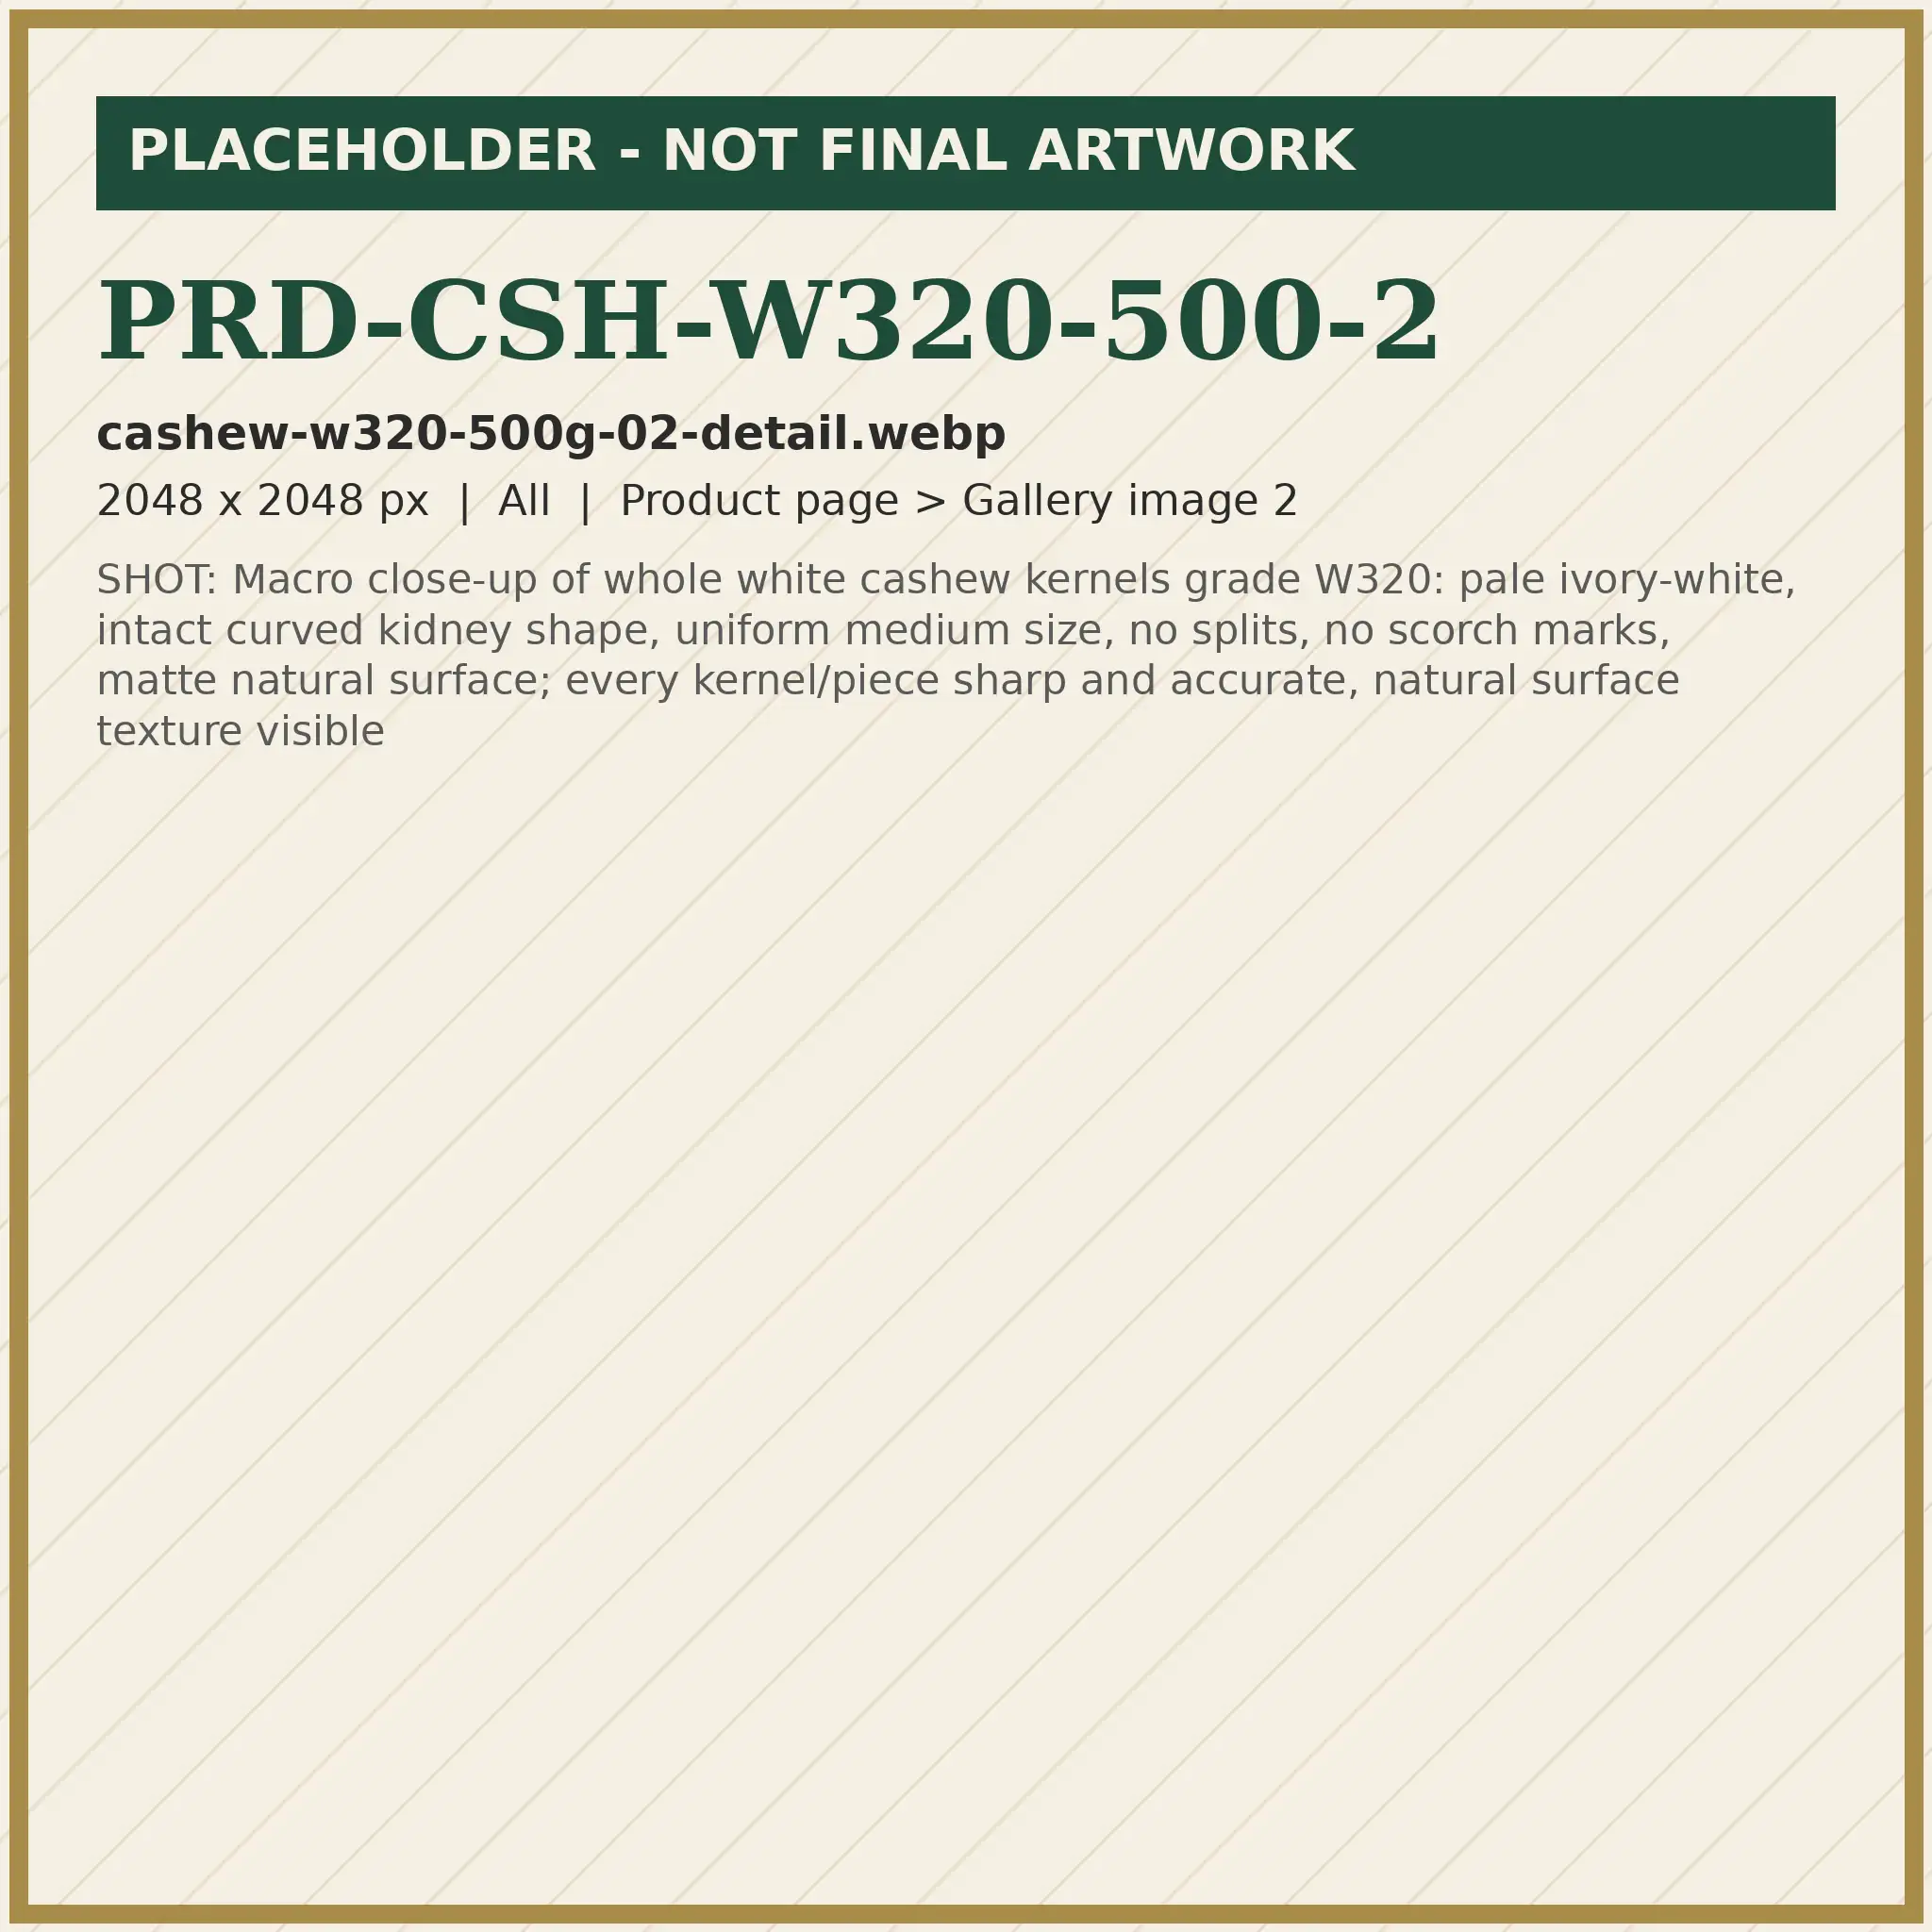 PLACEHOLDER - NOT FINAL ARTWORK
PRD-CSH-W320-500-2
cashew-w320-500g-02-detail.webp
2048 x 2048 px | All | Product page > Gallery image 2
SHOT: Macro close-up of whole white cashew kernels grade W320: pale ivory-white,
intact curved kidney shape, uniform medium size, no splits, no scorch marks,
matte natural surface; every kernel/piece sharp and accurate, natural surface
texture visible